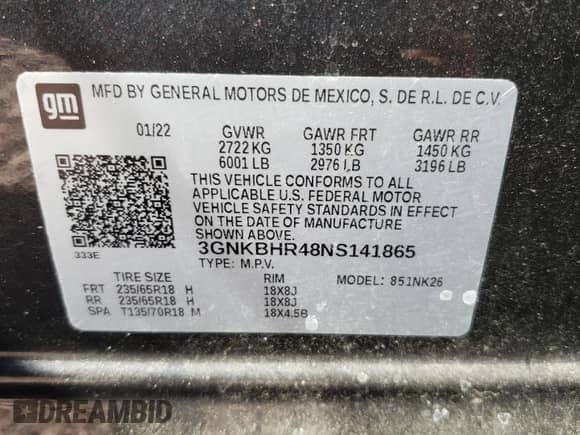 gm MFD BY GENERAL MOTORS DE MEXICO, S. DE R.L. DE C.V.
01/22 GVWR GAWR FRT GAWR RR
2722 KG 1350 KG 1450 KG
6001 LB 2976 LB 3196 LB
THIS VEHICLE CONFORMS TO ALL
APPLICABLE U.S. FEDERAL MOTOR
VEHICLE SAFETY STANDARDS IN EFFECT
ON THE DATE OF MANUFACTURE
SHOWN ABOVE.
333E 3GNKBHR48NS141865
TYPE: M.P.V.
TIRE SIZE RIM MODEL: 851NK26
FRT 235/65R18 H 18X8J
RR 235/65R18 H 18X8J
SPA T135/70R18 M 18X4.5B
DREAMBID